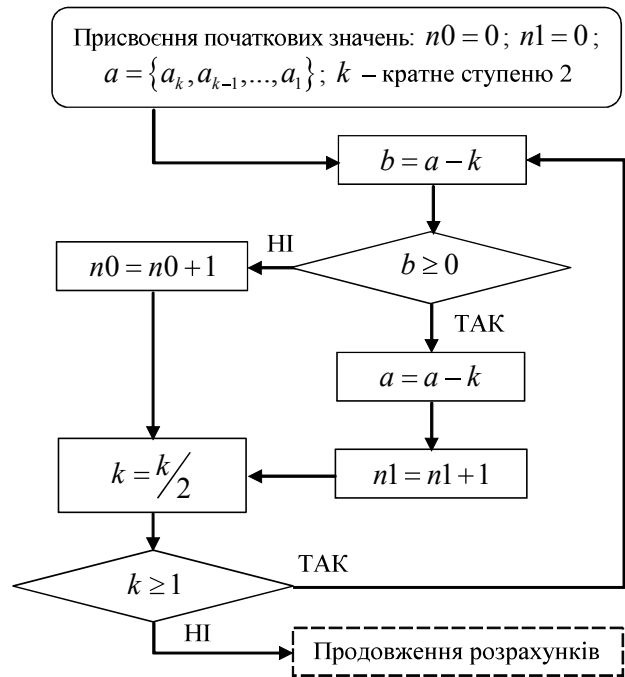 Присвоєння початкових значень: n0 = 0 ; n1 = 0 ;
a = {a_k, a_{k–1}, ..., a_1} ; k – кратне ступеню 2
b = a – k
НІ
b ≥ 0
n0 = n0 + 1
ТАК
a = a – k
k = k/2
n1 = n1 + 1
k ≥ 1
ТАК
НІ
Продовження розрахунків